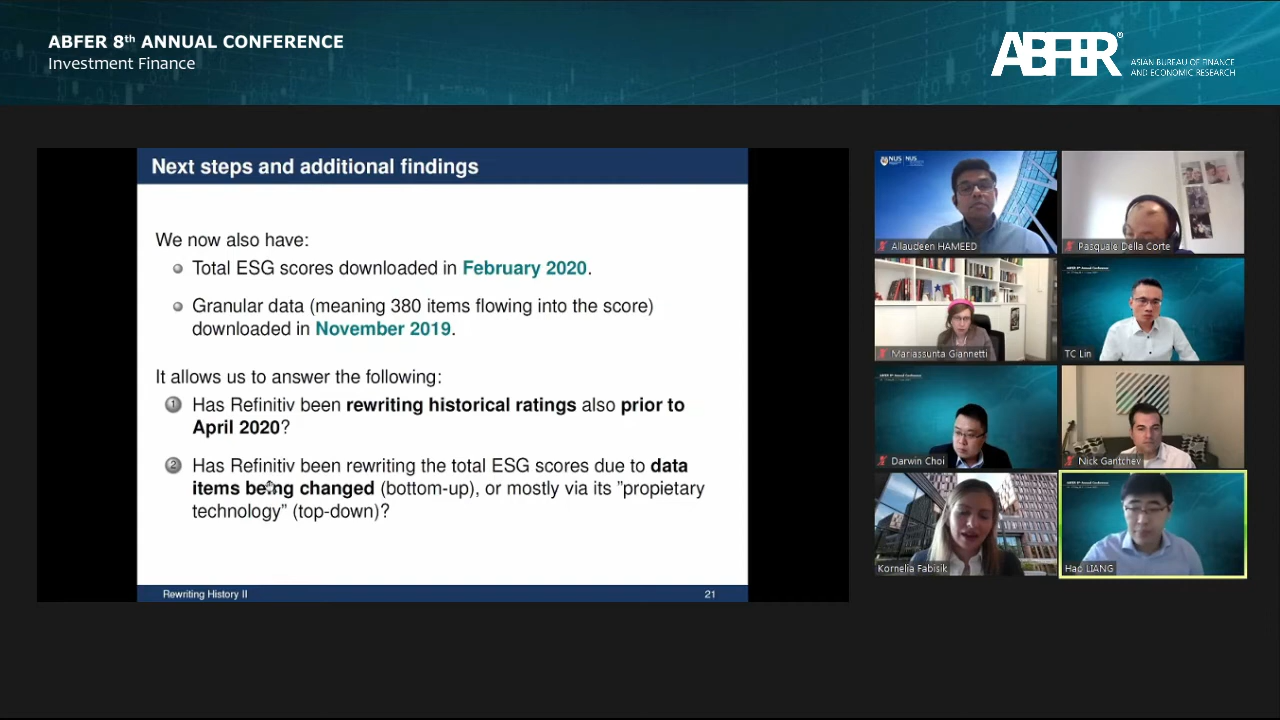 ABFER 8th ANNUAL CONFERENCE
Investment Finance
ABFER®
ASIAN BUREAU OF FINANCE
AND ECONOMIC RESEARCH
Next steps and additional findings
We now also have:
Total ESG scores downloaded in February 2020.
Granular data (meaning 380 items flowing into the score)
downloaded in November 2019.
It allows us to answer the following:
1 Has Refinitiv been rewriting historical ratings also prior to
April 2020?
2 Has Refinitiv been rewriting the total ESG scores due to data
items being changed (bottom-up), or mostly via its "propietary
technology" (top-down)?
Rewriting History II 21
NUS NUS
Allaudeen HAMEED
Pasquale Della Corte
Mariassunta Giannetti
TC Lin
Darwin Choi
Nick Gantchev
Kornelia Fabisik
Hao LIANG